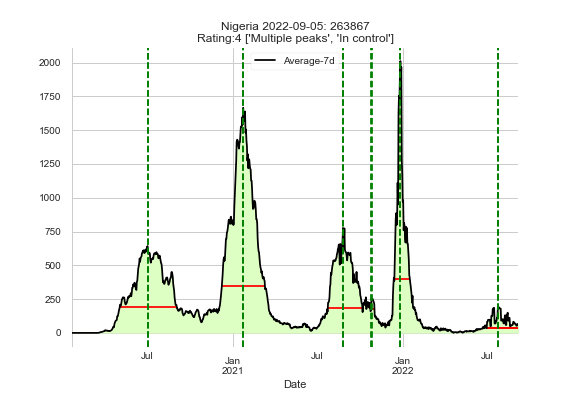 Nigeria 2022-09-05: 263867
Rating:4 ['Multiple peaks', 'In control']
Average-7d
2000
1750
1500
1250
1000
750
500
250
0
Jul
Jan
2021
Jul
Jan
2022
Jul
Date